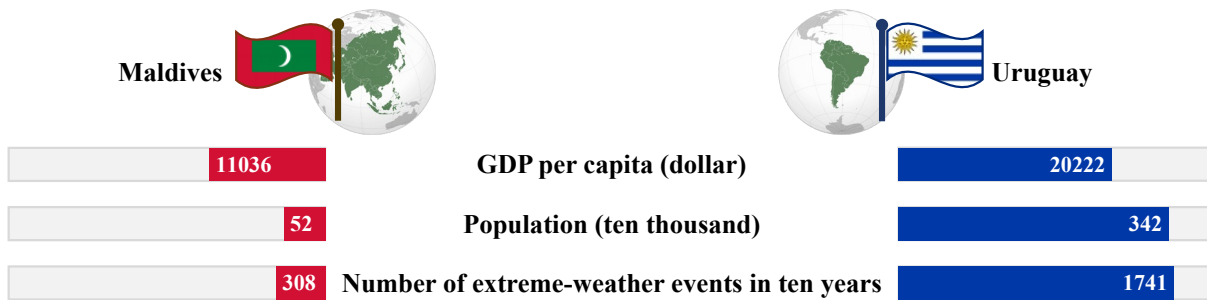 Maldives
Uruguay
11036 GDP per capita (dollar) 20222
52 Population (ten thousand) 342
308 Number of extreme-weather events in ten years 1741